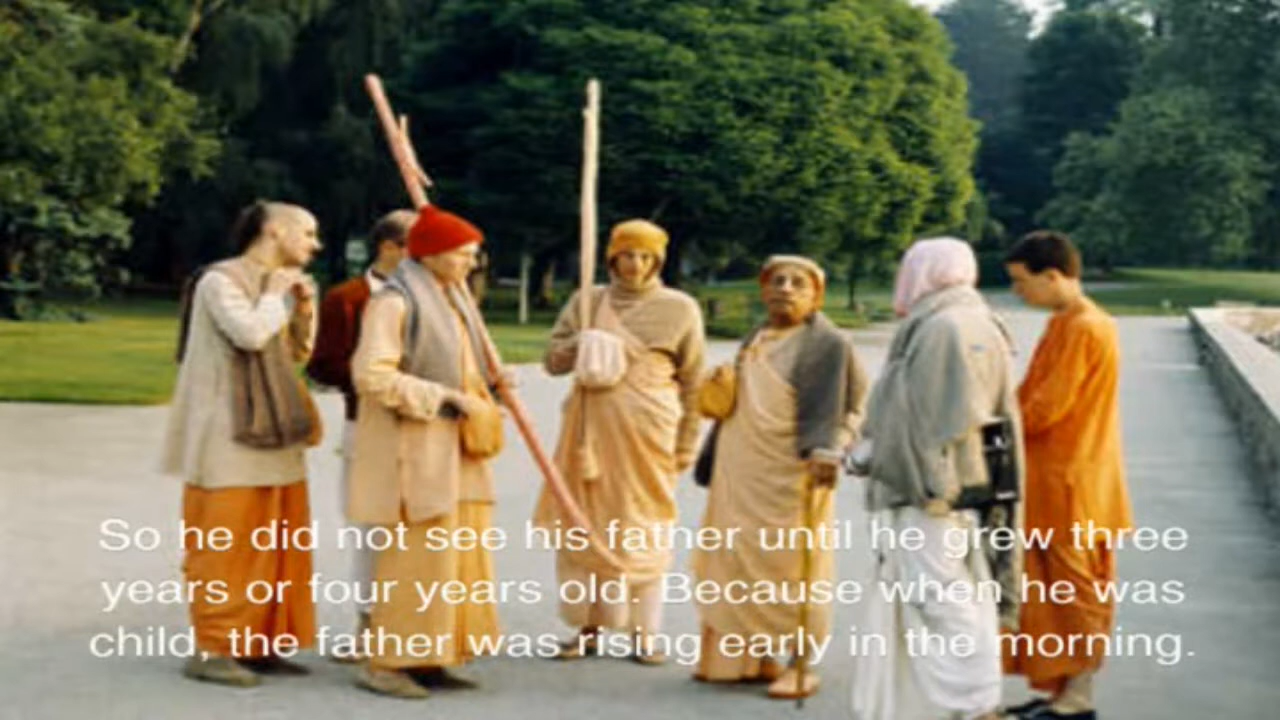 So he did not see his father until he grew three
years or four years old. Because when he was
child, the father was rising early in the morning.